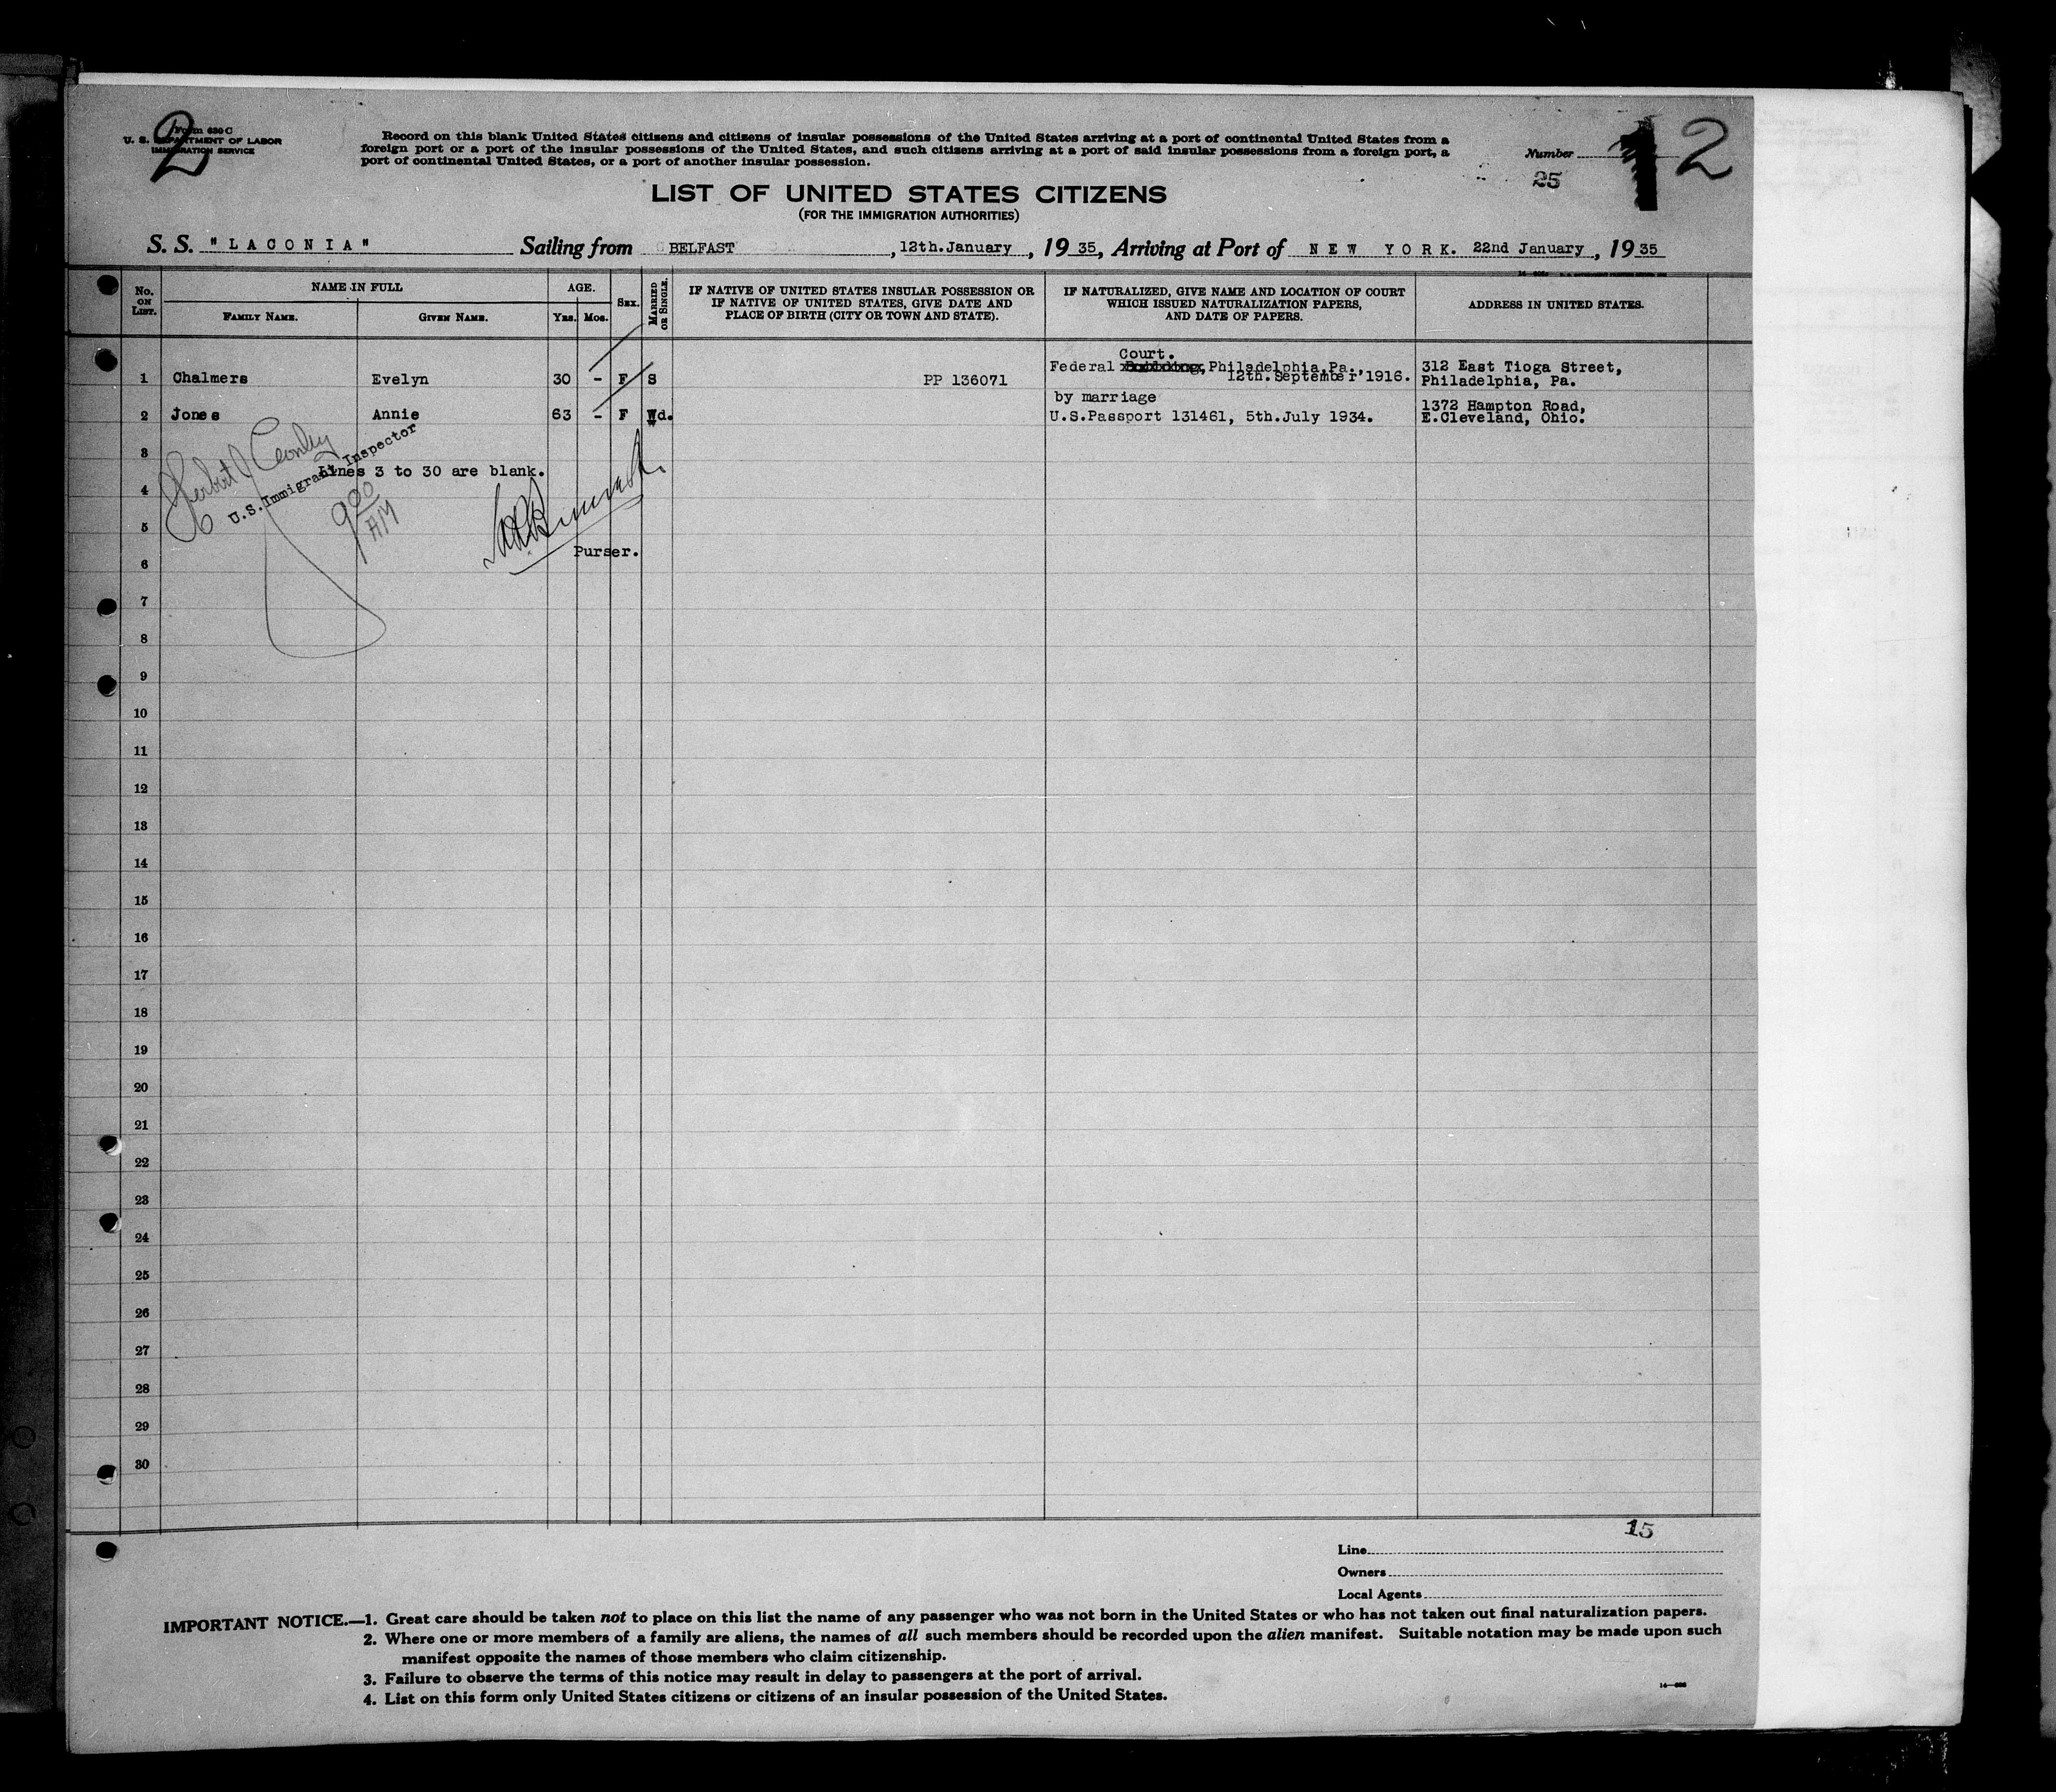 2
Form 630 C
U. S. DEPARTMENT OF LABOR
IMMIGRATION SERVICE
Record on this blank United States citizens and citizens of insular possessions of the United States arriving at a port of continental United States from a
foreign port or a port of the insular possessions of the United States, and such citizens arriving at a port of said insular possessions from a foreign port, a
port of continental United States, or a port of another insular possession.
Number 2
25
LIST OF UNITED STATES CITIZENS
(FOR THE IMMIGRATION AUTHORITIES)
S. S. "LACONIA" Sailing from BELFAST, 12th.January, 1935, Arriving at Port of NEW YORK. 22nd January, 1935
No. ON LIST. NAME IN FULL AGE. SEX. MARRIED OR SINGLE. IF NATIVE OF UNITED STATES INSULAR POSSESSION OR IF NATIVE OF UNITED STATES, GIVE DATE AND PLACE OF BIRTH (CITY OR TOWN AND STATE). IF NATURALIZED, GIVE NAME AND LOCATION OF COURT WHICH ISSUED NATURALIZATION PAPERS, AND DATE OF PAPERS. ADDRESS IN UNITED STATES.
FAMILY NAME. GIVEN NAME. Yrs. Mos.
Court.
Federal Philadelphia,Pa., 312 East Tioga Street,
1 Chalmers Evelyn 30 - F S PP 136071 12th.September 1916. Philadelphia, Pa.
by marriage 1372 Hampton Road,
2 Jones Annie 63 - F Wd. U.S.Passport 131461, 5th.July 1934. E.Cleveland, Ohio.
3
U.S.Immigrant Inspector
Lines 3 to 30 are blank.
4
900
AM
5
Purser.
6
7
8
9
10
11
12
13
14
15
16
17
18
19
20
21
22
23
24
25
26
27
28
29
30
15
Line
Owners
Local Agents
IMPORTANT NOTICE.—1. Great care should be taken not to place on this list the name of any passenger who was not born in the United States or who has not taken out final naturalization papers.
2. Where one or more members of a family are aliens, the names of all such members should be recorded upon the alien manifest. Suitable notation may be made upon such
manifest opposite the names of those members who claim citizenship.
3. Failure to observe the terms of this notice may result in delay to passengers at the port of arrival.
4. List on this form only United States citizens or citizens of an insular possession of the United States.